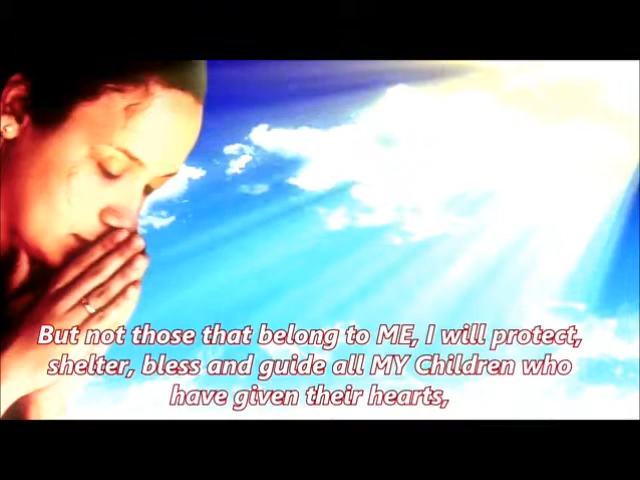 But not those that belong to ME, I will protect,
shelter, bless and guide all MY Children who
have given their hearts,